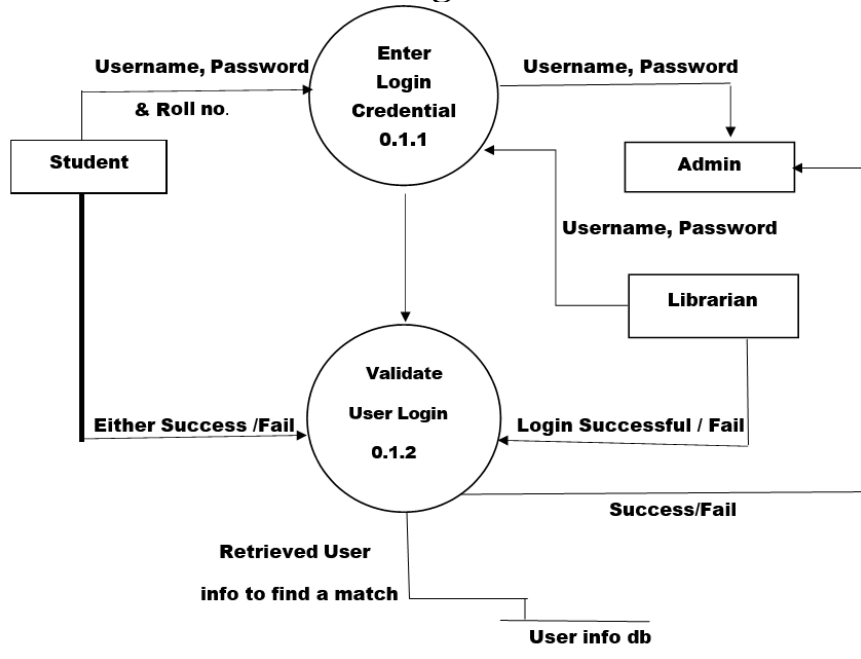 Username, Password
& Roll no.
Student
Enter
Login
Credential
0.1.1
Username, Password
Admin
Username, Password
Librarian
Validate
User Login
0.1.2
Either Success /Fail
Login Successful / Fail
Success/Fail
Retrieved User
info to find a match
User info db